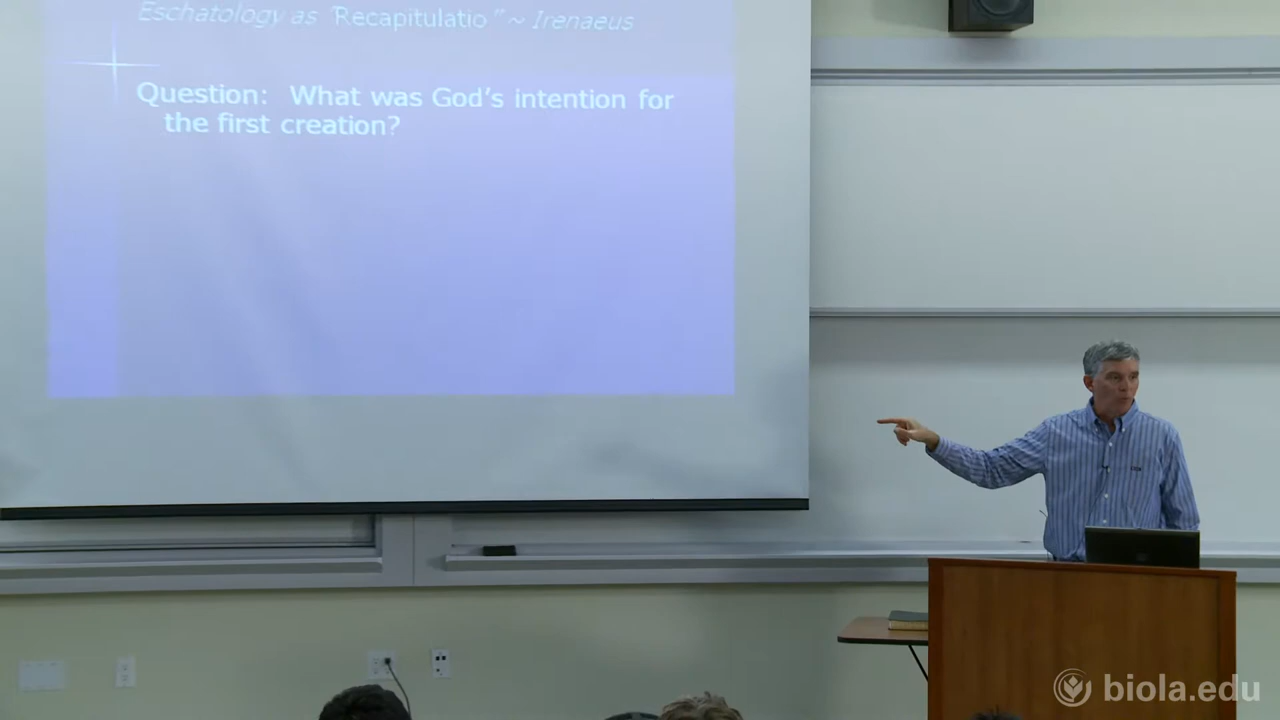 Eschatology as "Recapitulatio" ~ Irenaeus
Question: What was God's intention for
the first creation?
biola.edu